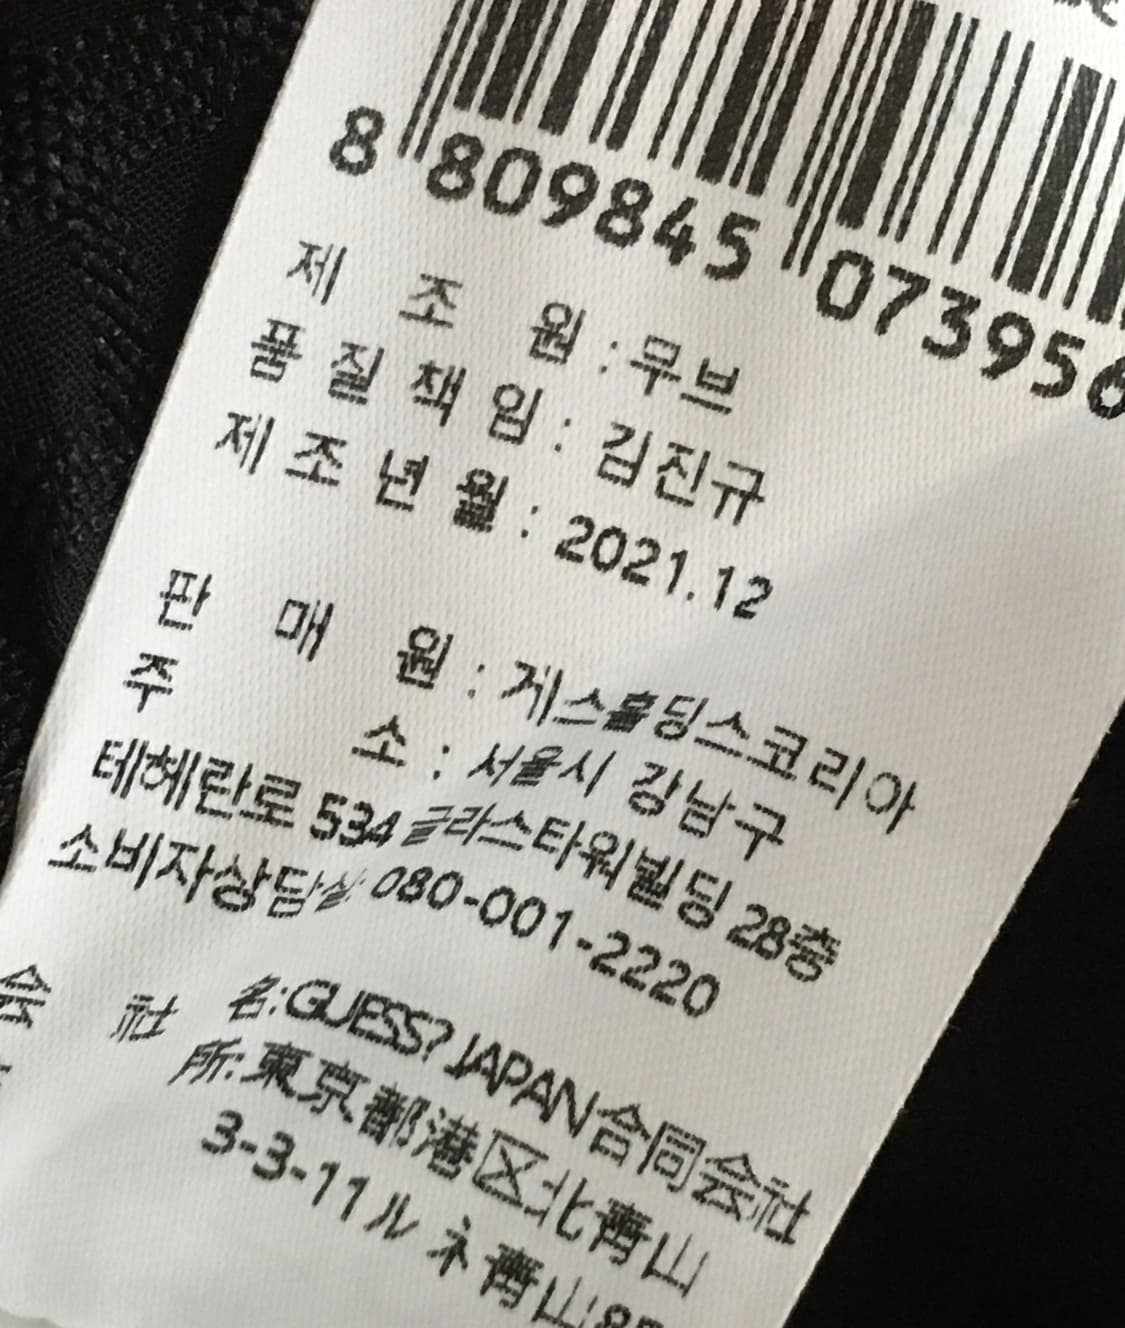 8 809845 073956
제 조 원 : 무브
품 질 책 임 : 김진규
제 조 년 월 : 2021.12
판 매 원 : 게스홀딩스코리아
주 소 : 서울시 강남구
테헤란로 534 글라스타워빌딩 28층
소비자상담실 080-001-2220
会 社 名:GUESS? JAPAN合同会社
所:東京都港区北青山
3-3-11ルネ青山